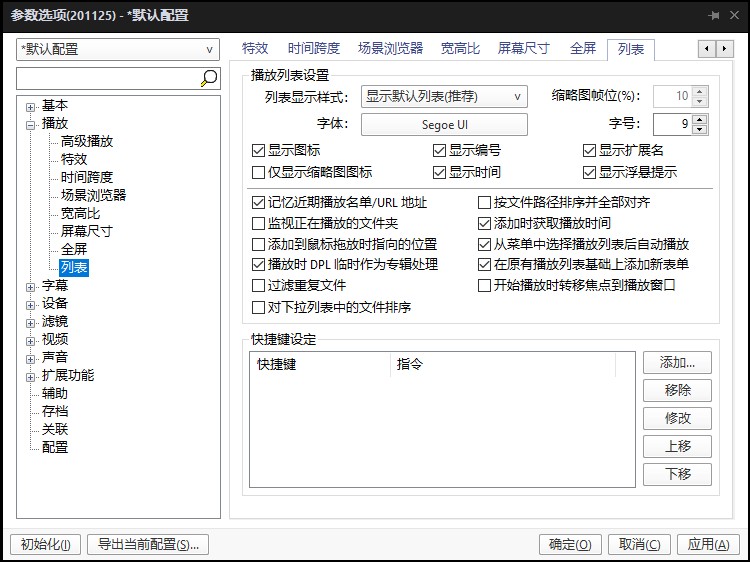 参数选项(201125) - *默认配置
*默认配置
基本
播放
高级播放
特效
时间跨度
场景浏览器
宽高比
屏幕尺寸
全屏
列表
字幕
设备
滤镜
视频
声音
扩展功能
辅助
存档
关联
配置
特效 时间跨度 场景浏览器 宽高比 屏幕尺寸 全屏 列表
播放列表设置
列表显示样式： 显示默认列表(推荐) 缩略图帧位(%)： 10
字体： Segoe UI 字号： 9
显示图标 显示编号 显示扩展名
仅显示缩略图图标 显示时间 显示浮悬提示
记忆近期播放名单/URL 地址 按文件路径排序并全部对齐
监视正在播放的文件夹 添加时获取播放时间
添加到鼠标拖放时指向的位置 从菜单中选择播放列表后自动播放
播放时 DPL 临时作为专辑处理 在原有播放列表基础上添加新表单
过滤重复文件 开始播放时转移焦点到播放窗口
对下拉列表中的文件排序
快捷键设定
快捷键 指令
添加...
移除
修改
上移
下移
初始化(I) 导出当前配置(S)... 确定(O) 取消(C) 应用(A)